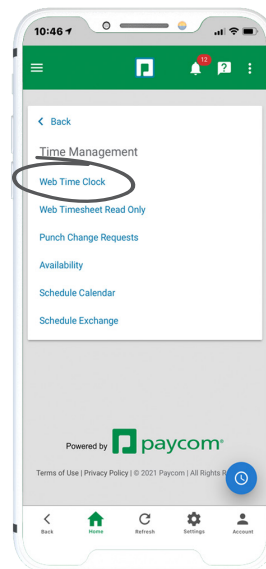 10:46
12
Back
Time Management
Web Time Clock
Web Timesheet Read Only
Punch Change Requests
Availability
Schedule Calendar
Schedule Exchange
Powered by paycom®
Terms of Use | Privacy Policy | © 2021 Paycom | All Rights
Back Home Refresh Settings Account